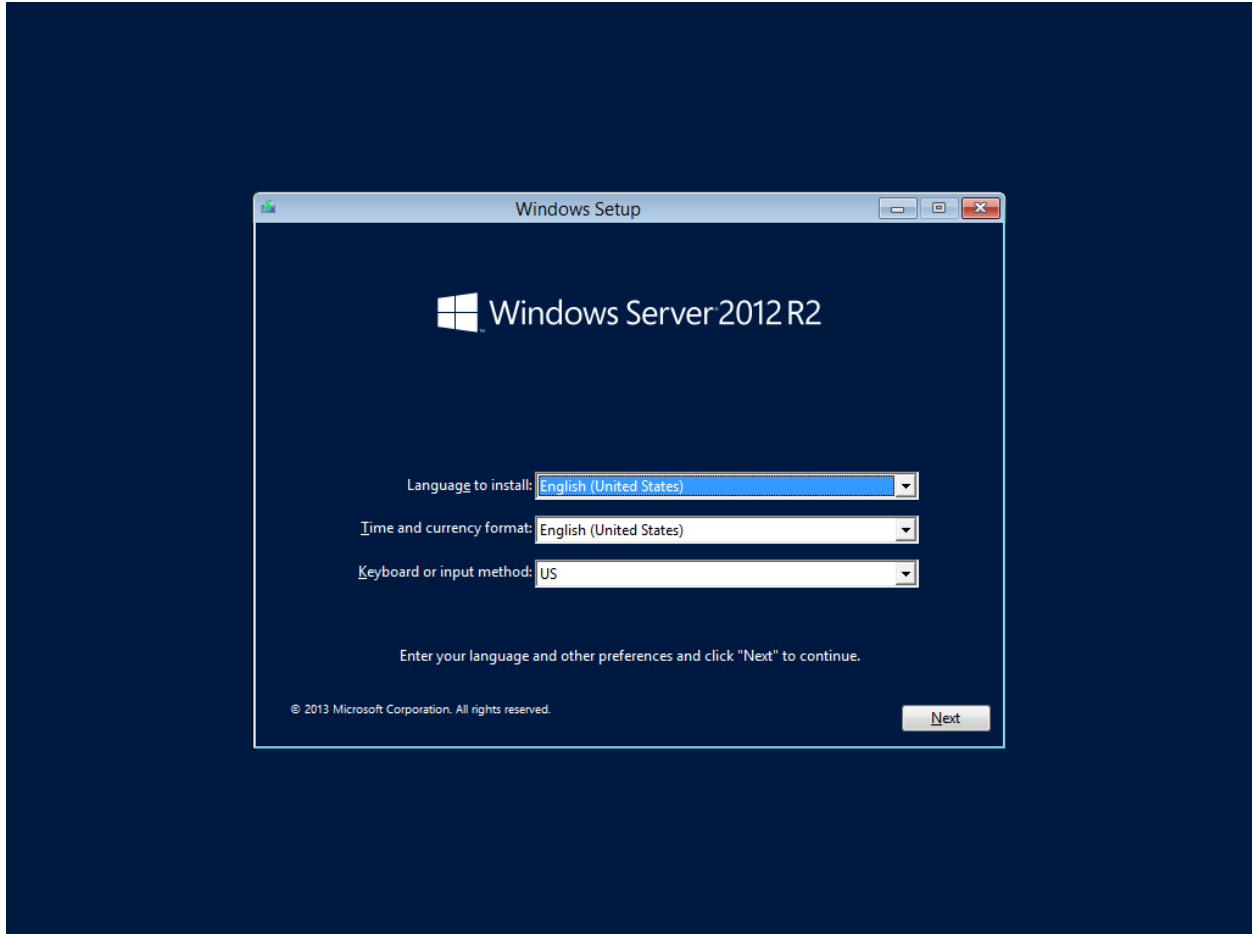 Windows Setup
Windows Server 2012 R2
Language to install: English (United States)
Time and currency format: English (United States)
Keyboard or input method: US
Enter your language and other preferences and click "Next" to continue.
© 2013 Microsoft Corporation. All rights reserved.
Next